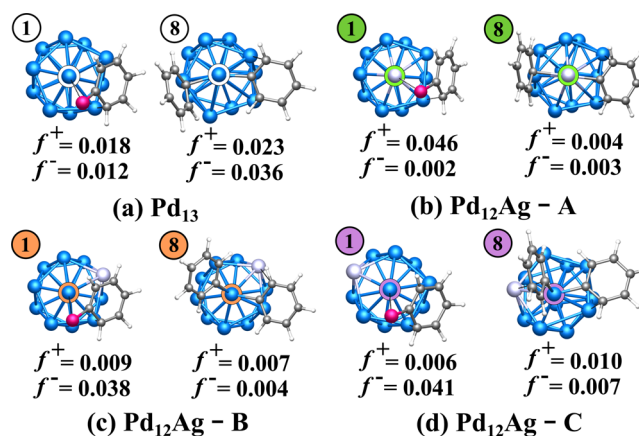 1 8 1 8
f⁺ = 0.018 f⁺ = 0.023 f⁺ = 0.046 f⁺ = 0.004
f⁻ = 0.012 f⁻ = 0.036 f⁻ = 0.002 f⁻ = 0.003
(a) Pd₁₃ (b) Pd₁₂Ag – A
1 8 1 8
f⁺ = 0.009 f⁺ = 0.007 f⁺ = 0.006 f⁺ = 0.010
f⁻ = 0.038 f⁻ = 0.004 f⁻ = 0.041 f⁻ = 0.007
(c) Pd₁₂Ag – B (d) Pd₁₂Ag – C